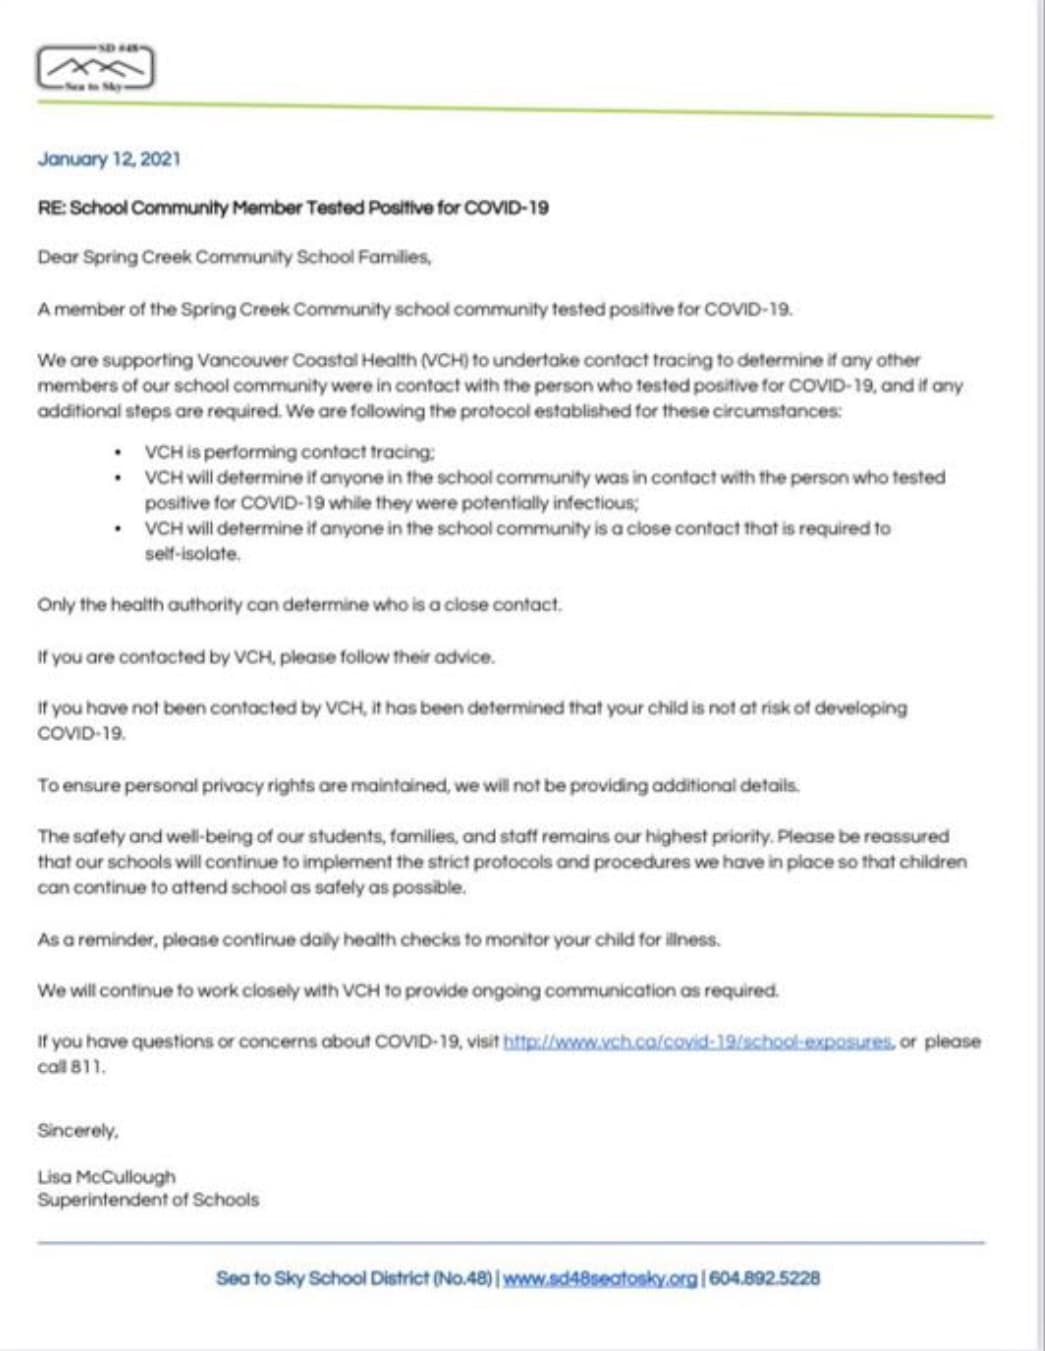 SD #48
Sea to Sky
January 12, 2021
RE: School Community Member Tested Positive for COVID-19
Dear Spring Creek Community School Families,
A member of the Spring Creek Community school community tested positive for COVID-19.
We are supporting Vancouver Coastal Health (VCH) to undertake contact tracing to determine if any other
members of our school community were in contact with the person who tested positive for COVID-19, and if any
additional steps are required. We are following the protocol established for these circumstances:
• VCH is performing contact tracing;
• VCH will determine if anyone in the school community was in contact with the person who tested
positive for COVID-19 while they were potentially infectious;
• VCH will determine if anyone in the school community is a close contact that is required to
self-isolate.
Only the health authority can determine who is a close contact.
If you are contacted by VCH, please follow their advice.
If you have not been contacted by VCH, it has been determined that your child is not at risk of developing
COVID-19.
To ensure personal privacy rights are maintained, we will not be providing additional details.
The safety and well-being of our students, families, and staff remains our highest priority. Please be reassured
that our schools will continue to implement the strict protocols and procedures we have in place so that children
can continue to attend school as safely as possible.
As a reminder, please continue daily health checks to monitor your child for illness.
We will continue to work closely with VCH to provide ongoing communication as required.
If you have questions or concerns about COVID-19, visit http://www.vch.ca/covid-19/school-exposures, or please
call 811.
Sincerely,
Lisa McCullough
Superintendent of Schools
Sea to Sky School District (No.48) | www.sd48seatosky.org | 604.892.5228